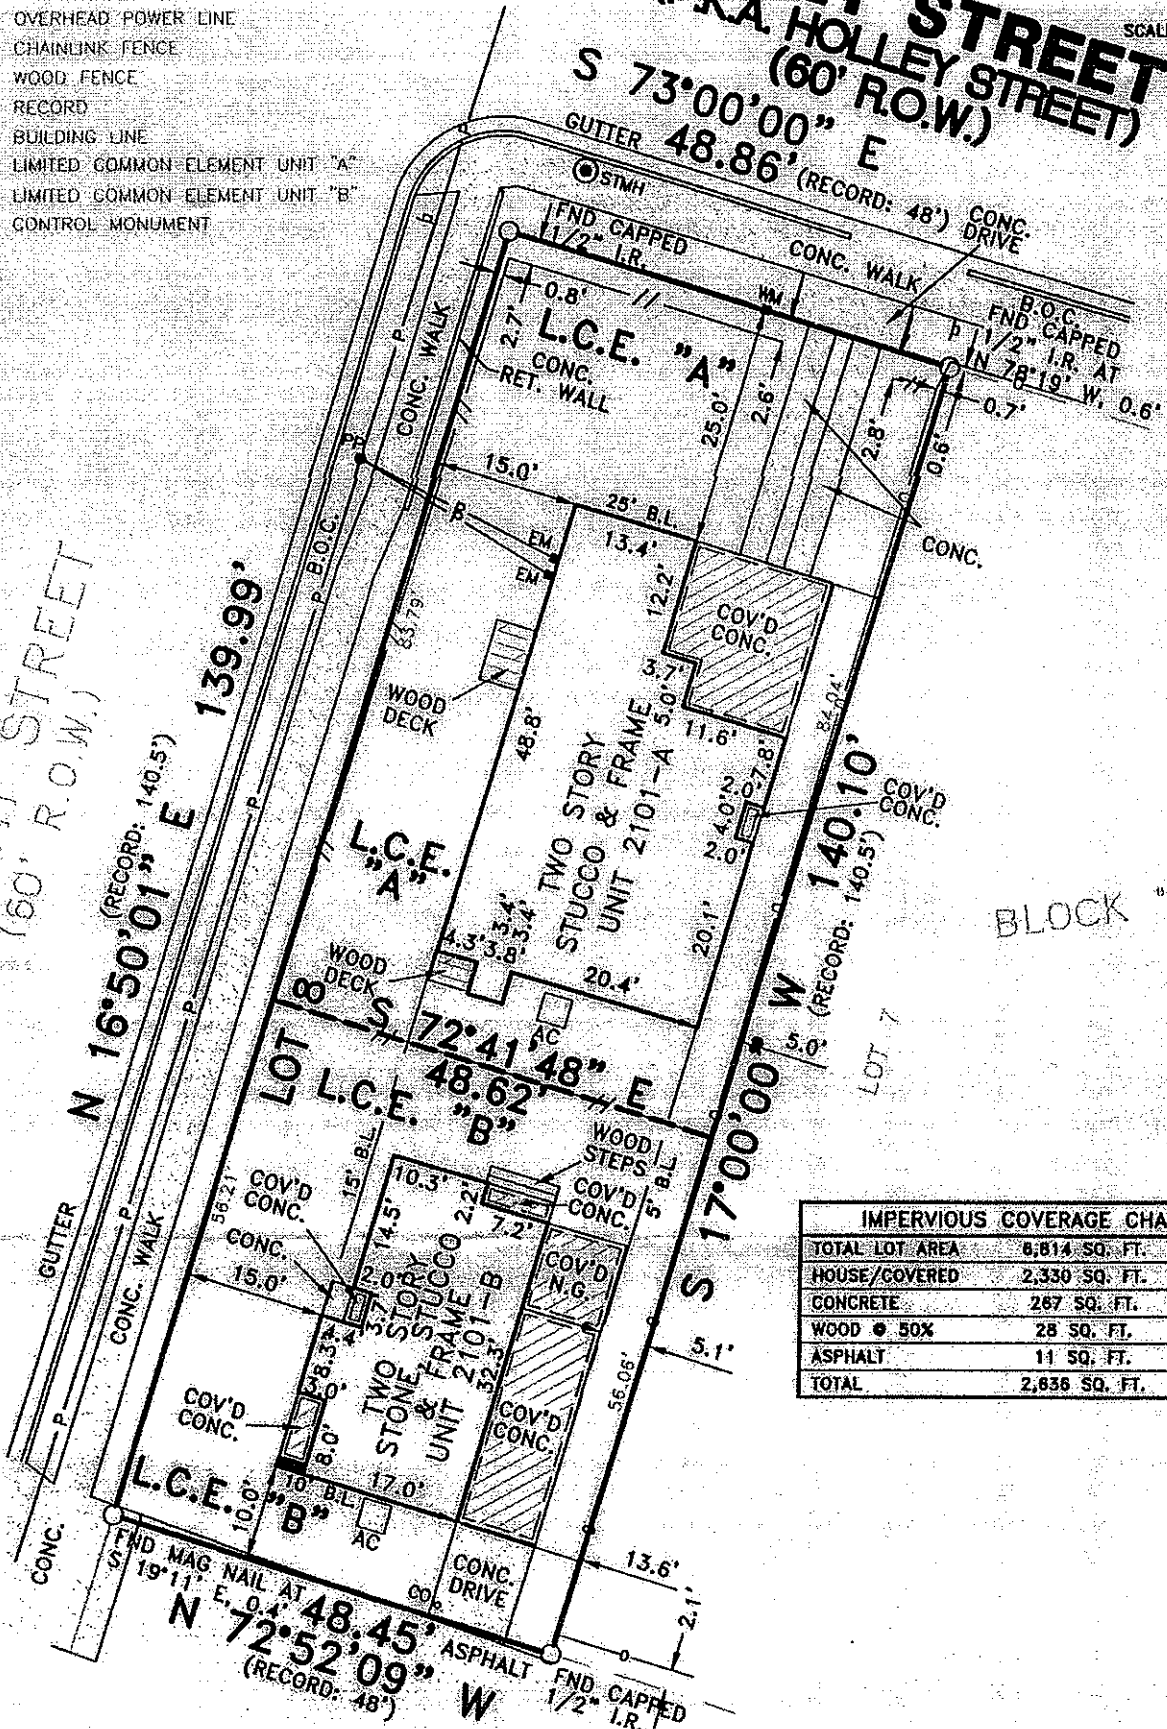 OVERHEAD POWER LINE
CHAINLINK FENCE
WOOD FENCE
RECORD
BUILDING LINE
LIMITED COMMON ELEMENT UNIT "A"
LIMITED COMMON ELEMENT UNIT "B"
CONTROL MONUMENT
STREET
HOLLEY STREET)
(60' R.O.W.)
S 73°00'00" E
48.86' (RECORD: 48')
GUTTER
STMH
CONC. DRIVE
CONC. WALK
FND CAPPED
1/2" I.R.
B.O.C.
FND CAPPED
1/2" I.R. AT
N 78°19' W, 0.6'
WM
0.8'
2.7'
L.C.E. "A"
CONC.
RET. WALL
CONC. WALK
25.0'
2.6'
2.8'
0.7'
0.6'
CONC.
PP
P
B.O.C.
15.0'
25' B.L.
13.4'
EM
EM
12.2'
COV'D
CONC.
3.7'
5.0'
11.6'
7.8'
2.0'
4.0'
2.0'
COV'D
CONC.
83.79'
84.04'
WOOD
DECK
48.8'
TWO STORY
STUCCO & FRAME
UNIT 2101-A
20.1'
L.C.E.
"A"
4.3'
3.4'
3.8'
3.4'
20.4'
WOOD
DECK
AC
STREET
(60' R.O.W.)
N 16°50'01" E 139.99'
(RECORD: 140.5')
S 17°00'00" W 140.10'
(RECORD: 140.5')
5.0'
BLOCK "
LOT 7
S 72°41'48" E
48.62'
LOT 8
L.C.E.
"B"
WOOD
STEPS
COV'D
CONC.
5' B.L.
15' B.L.
10.3'
2.2'
7.2'
14.5'
COV'D
CONC.
CONC.
56.21'
15.0'
2.0'
3.7'
4.4'
8.3'
3.0'
8.0'
TWO STORY
STONE, STUCCO
& FRAME
UNIT 2101-B
32.3'
COV'D
N.G.
COV'D
CONC.
COV'D
CONC.
56.06'
5.1'
GUTTER
CONC. WALK
CONC.
L.C.E. "B"
10.0'
10' B.L.
17.0'
AC
CO
CONC.
DRIVE
13.6'
2.1'
FND MAG NAIL AT
S 19°11' E, 0.4'
N 72°52'09" W
48.45'
(RECORD: 48')
ASPHALT
FND CAPPED
1/2" I.R.
IMPERVIOUS COVERAGE CHA
TOTAL LOT AREA 6,814 SQ. FT.
HOUSE/COVERED 2,330 SQ. FT.
CONCRETE 267 SQ. FT.
WOOD @ 50% 28 SQ. FT.
ASPHALT 11 SQ. FT.
TOTAL 2,636 SQ. FT.